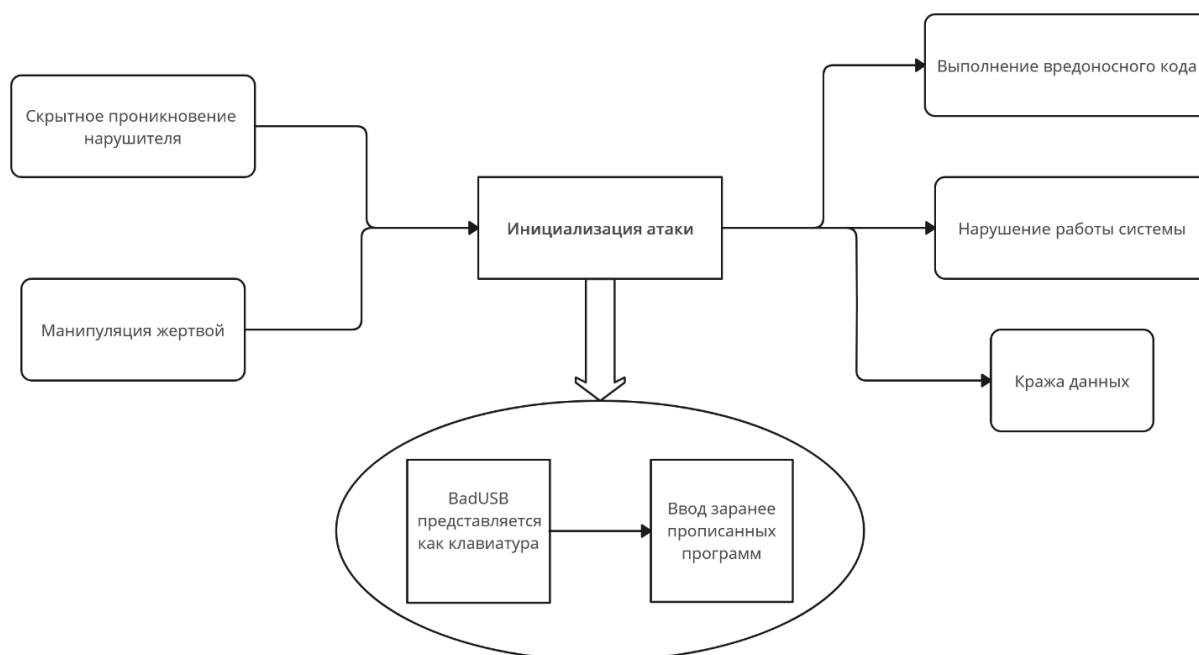 Скрытное проникновение
нарушителя
Манипуляция жертвой
Инициализация атаки
Выполнение вредоносного кода
Нарушение работы системы
Кража данных
BadUSB
представляется
как клавиатура
Ввод заранее
прописанных
программ